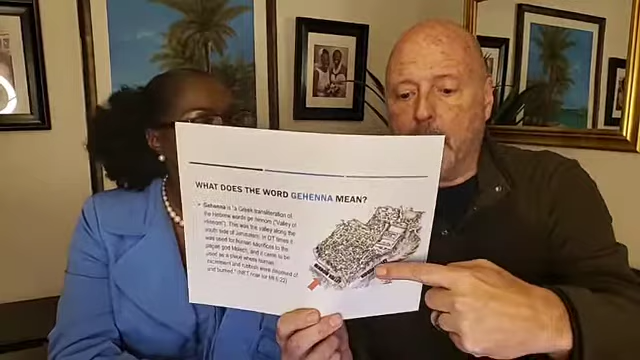 WHAT DOES THE WORD GEHENNA MEAN?
Gehenna is "a Greek transliteration of
the Hebrew words ge hinnom ("Valley of
Hinnom"). This was the valley along the
south side of Jerusalem. In OT times it
was used for human sacrifices to the
pagan god Molech, and it came to be
used as a place where human
excrement and rubbish were disposed of
and burned." (NET note on Mt 5:22)